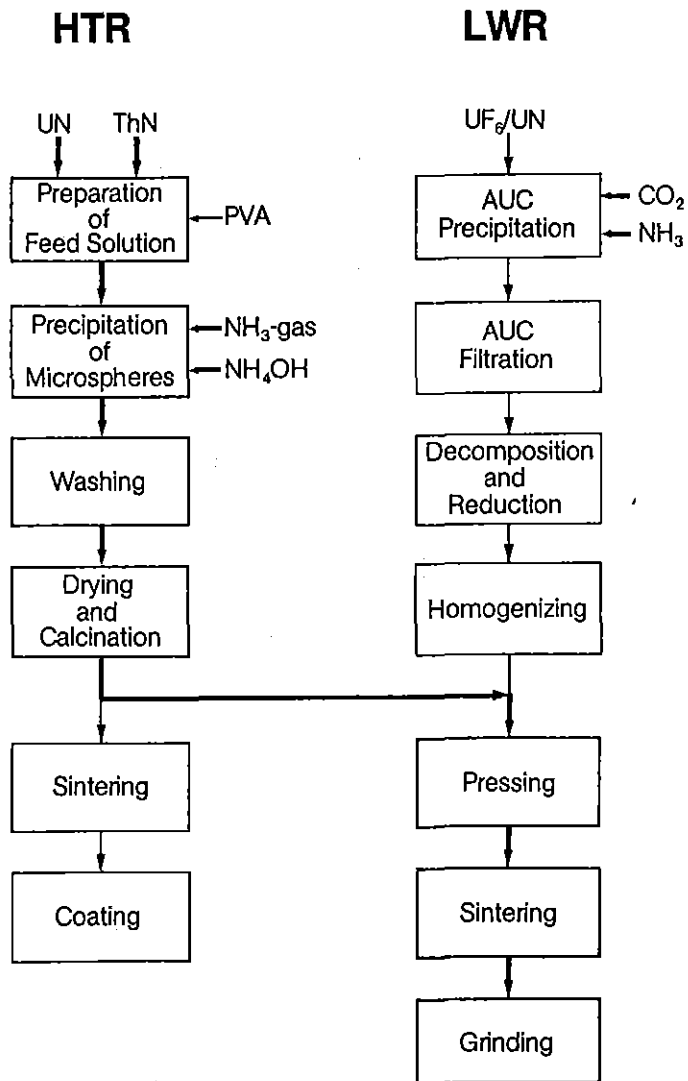 HTR
UN ThN
Preparation
of
Feed Solution
PVA
Precipitation
of
Microspheres
NH₃-gas
NH₄OH
Washing
Drying
and
Calcination
Sintering
Coating
LWR
UF₆/UN
AUC
Precipitation
CO₂
NH₃
AUC
Filtration
Decomposition
and
Reduction
Homogenizing
Pressing
Sintering
Grinding